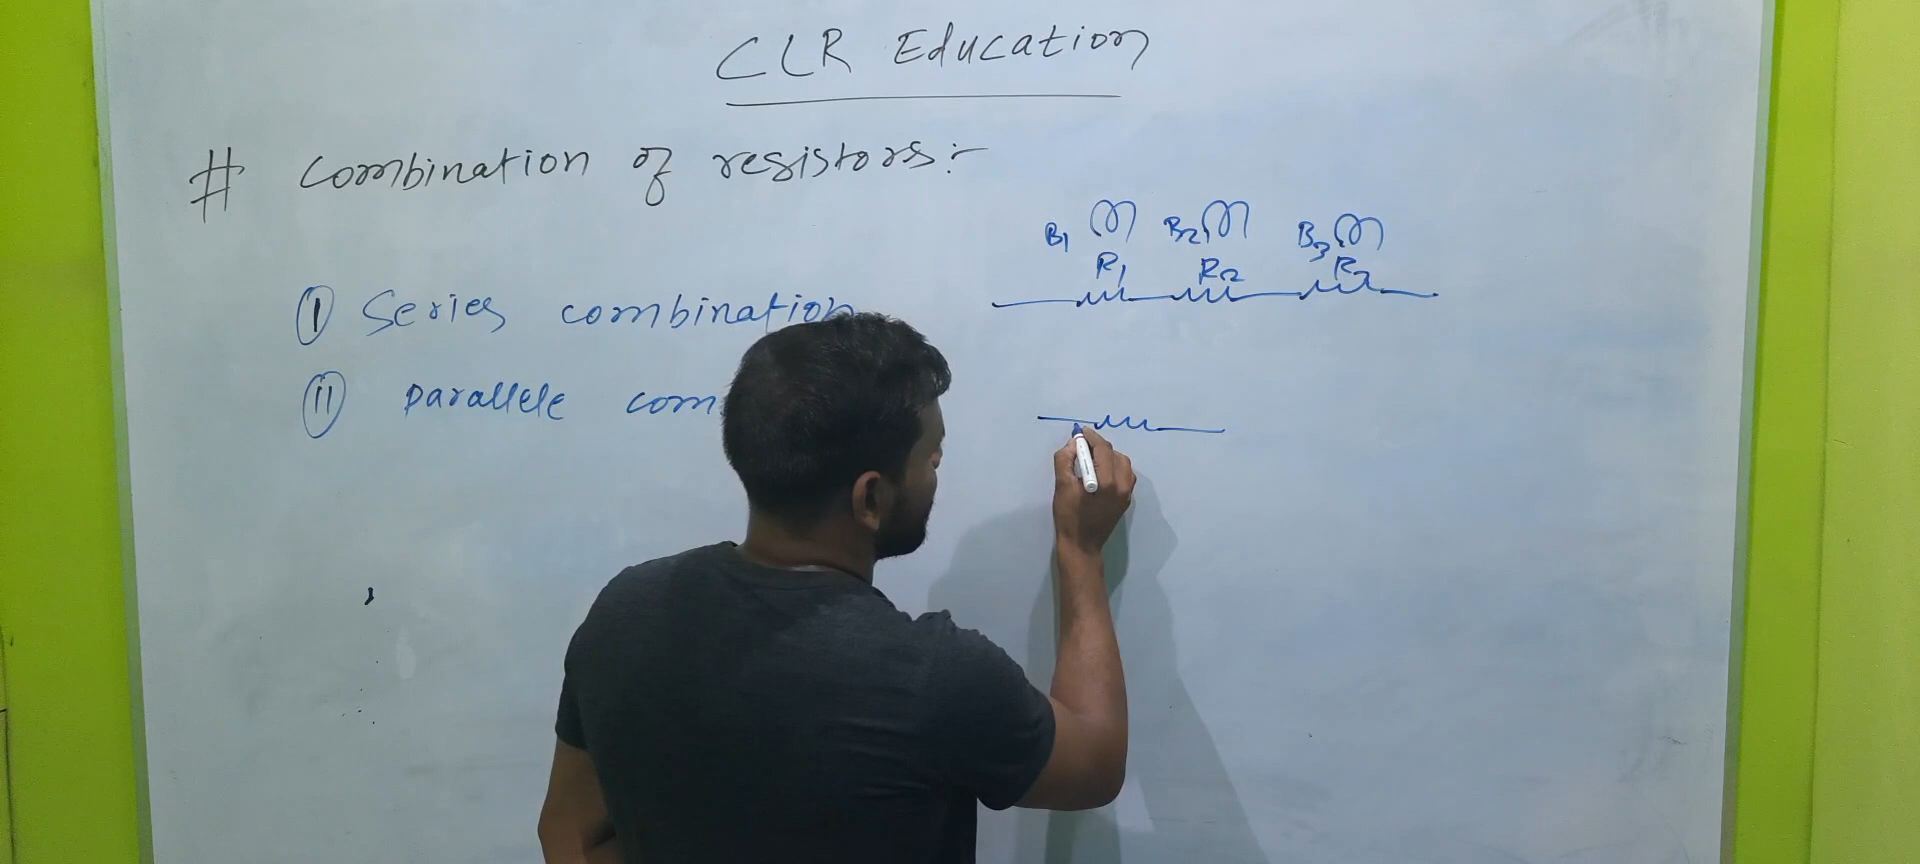 CLR Education
# Combination of resistors:-
(i) Series combination
(ii) Parallele com
B1 B2 B3
R1 R2 R3